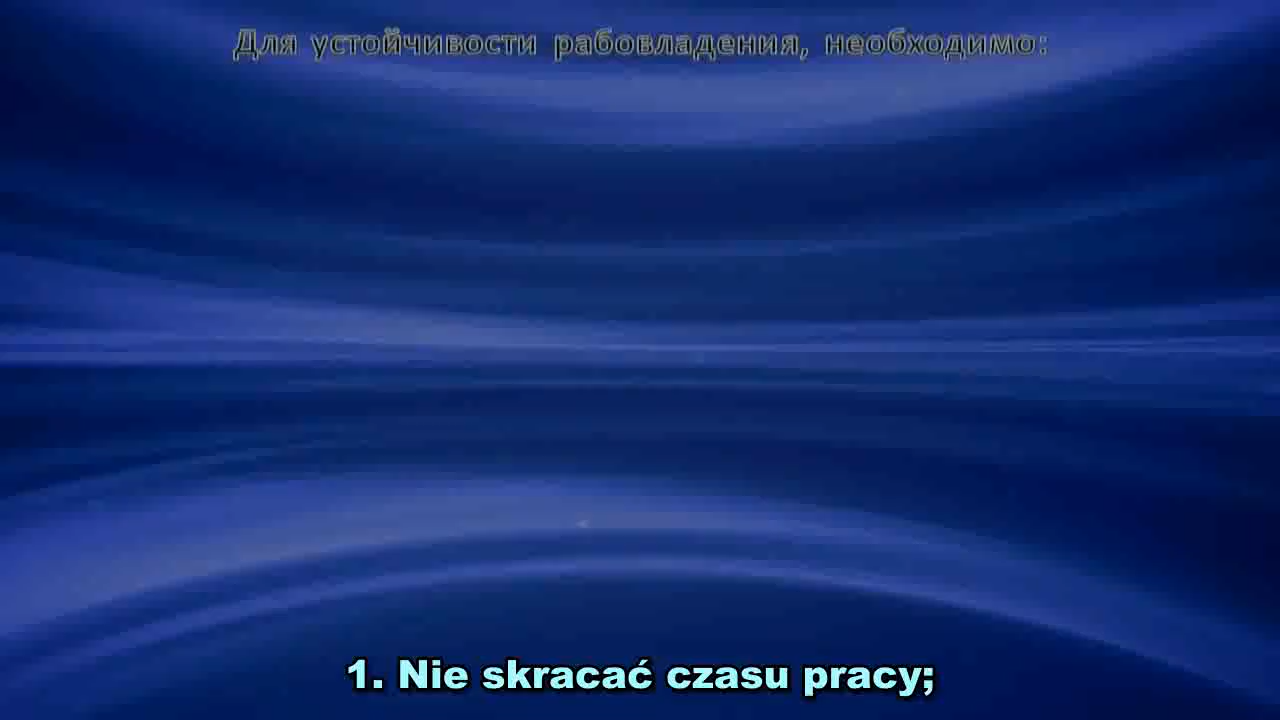 Для устойчивости рабовладения, необходимо:
1. Nie skracać czasu pracy;